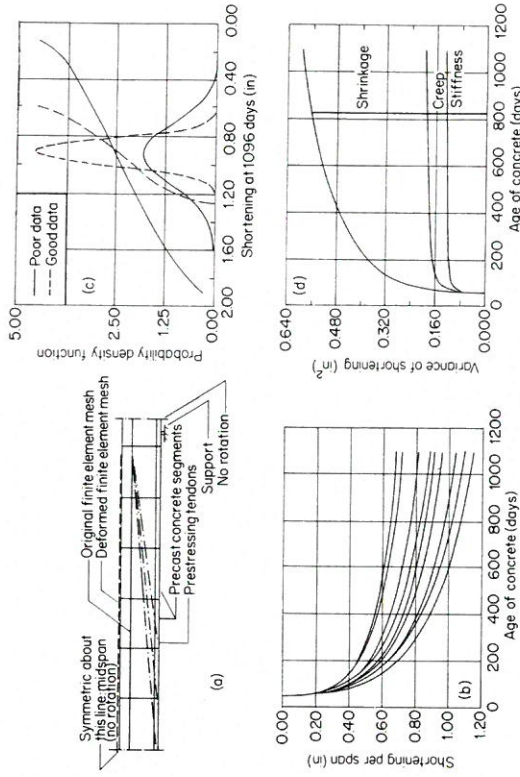 Symmetric about
this line: midspan
(no rotation)
Original finite element mesh
Deformed finite element mesh
Precast concrete segments
Prestressing tendons
Support
No rotation
(a)
Probability density function
5.00
2.50
1.25
0.00
Poor data
Good data
(c)
2.00
1.60
1.20
0.80
0.40
0.00
Shortening at 1096 days (in)
Shortening per span (in)
0.00
0.20
0.40
0.60
0.80
1.00
1.20
(b)
0
200
400
600
800
1000
1200
Age of concrete (days)
Variance of shortening (in²)
0.640
0.480
0.320
0.160
0.000
(d)
Shrinkage
Creep
Stiffness
0
200
400
600
800
1000
1200
Age of concrete (days)